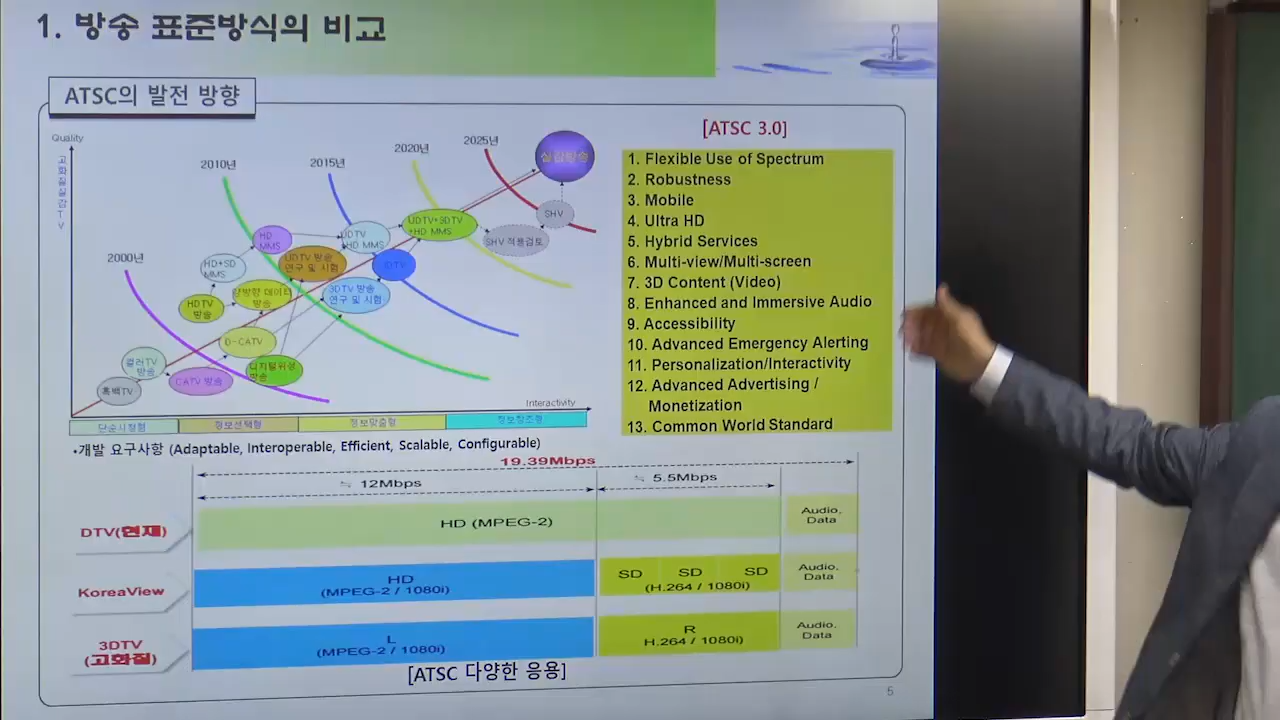 1. 방송 표준방식의 비교
ATSC의 발전 방향
Quality
고화질실감TV
2000년
2010년
2015년
2020년
2025년
실감방송
SHV
SHV 적용검토
UDTV+3DTV
+HD MMS
UDTV
+HD MMS
3DTV
HD
MMS
UDTV 방송
연구 및 시험
HD+SD
MMS
양방향 데이터
방송
3DTV 방송
연구 및 시험
HDTV
방송
D-CATV
디지털위성
방송
컬러TV
방송
CATV 방송
흑백TV
Interactivity
단순시청형
정보선택형
정보맞춤형
정보창조형
[ATSC 3.0]
1. Flexible Use of Spectrum
2. Robustness
3. Mobile
4. Ultra HD
5. Hybrid Services
6. Multi-view/Multi-screen
7. 3D Content (Video)
8. Enhanced and Immersive Audio
9. Accessibility
10. Advanced Emergency Alerting
11. Personalization/Interactivity
12. Advanced Advertising /
Monetization
13. Common World Standard
•개발 요구사항 (Adaptable, Interoperable, Efficient, Scalable, Configurable)
19.39Mbps
≒ 12Mbps
≒ 5.5Mbps
DTV(현재)
HD (MPEG-2)
Audio,
Data
KoreaView
HD
(MPEG-2 / 1080i)
SD SD SD
(H.264 / 1080i)
Audio,
Data
3DTV
(고화질)
L
(MPEG-2 / 1080i)
R
H.264 / 1080i)
Audio,
Data
[ATSC 다양한 응용]
5